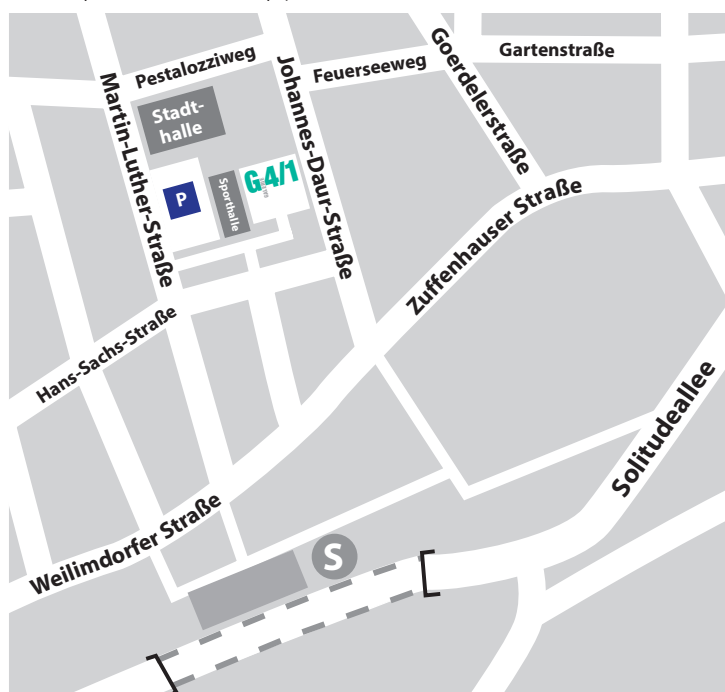 Gartenstraße
Goerdelerstraße
Pestalozziweg
Feuerseeweg
Martin-Luther-Straße
Johannes-Daur-Straße
Stadt-
halle
P
Sporthalle
G 4/1
Zuffenhauser Straße
Hans-Sachs-Straße
Solitudeallee
Weilimdorfer Straße
S